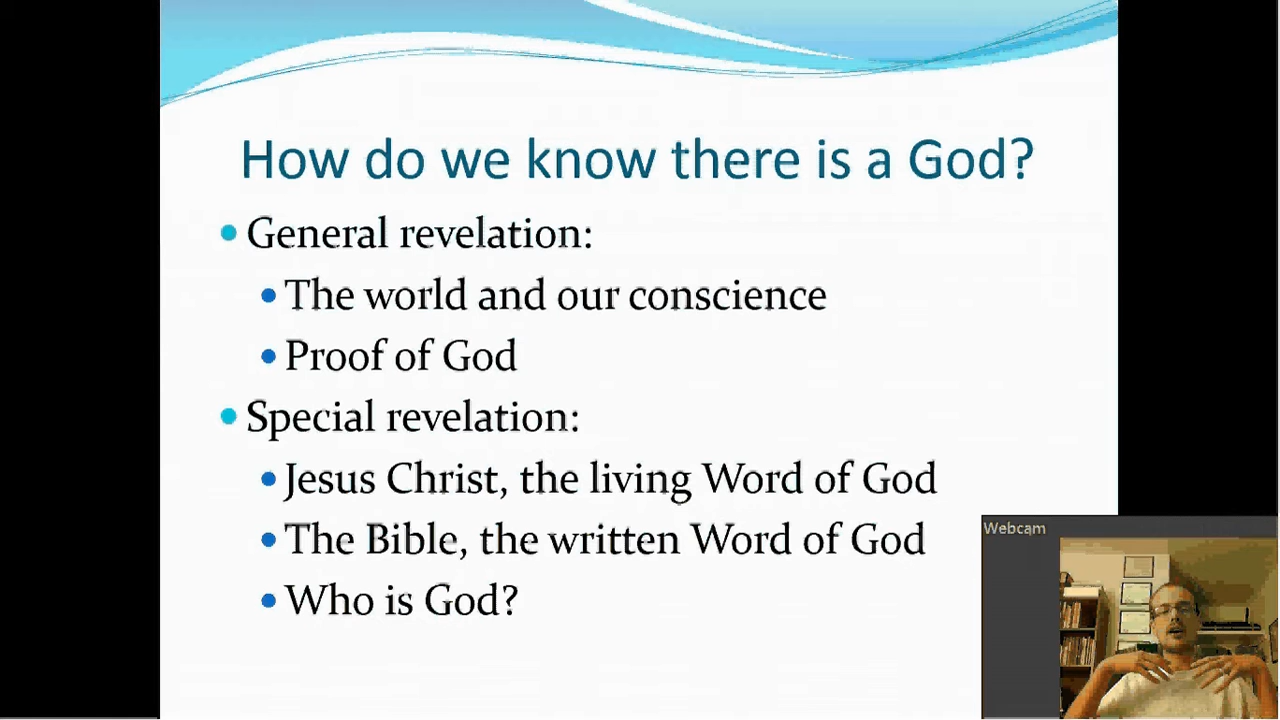 How do we know there is a God?
General revelation:
The world and our conscience
Proof of God
Special revelation:
Jesus Christ, the living Word of God
The Bible, the written Word of God
Who is God?
Webcam